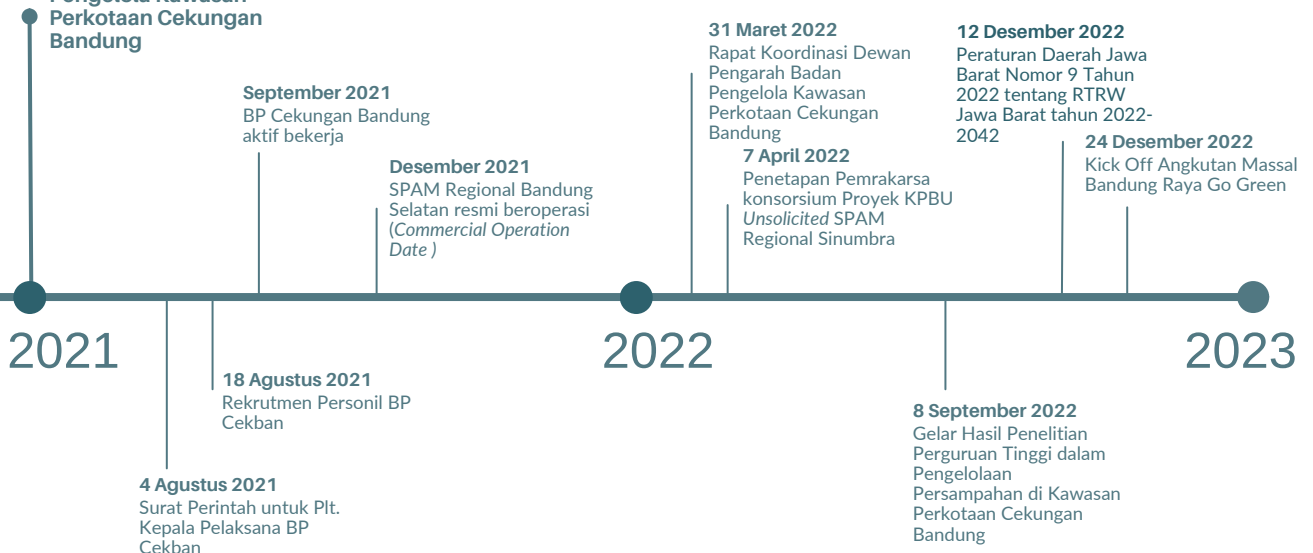 Pengelola Kawasan
Perkotaan Cekungan
Bandung
September 2021
BP Cekungan Bandung
aktif bekerja
Desember 2021
SPAM Regional Bandung
Selatan resmi beroperasi
(Commercial Operation
Date )
31 Maret 2022
Rapat Koordinasi Dewan
Pengarah Badan
Pengelola Kawasan
Perkotaan Cekungan
Bandung
7 April 2022
Penetapan Pemrakarsa
konsorsium Proyek KPBU
Unsolicited SPAM
Regional Sinumbra
12 Desember 2022
Peraturan Daerah Jawa
Barat Nomor 9 Tahun
2022 tentang RTRW
Jawa Barat tahun 2022-
2042
24 Desember 2022
Kick Off Angkutan Massal
Bandung Raya Go Green
2021
2022
2023
18 Agustus 2021
Rekrutmen Personil BP
Cekban
4 Agustus 2021
Surat Perintah untuk Plt.
Kepala Pelaksana BP
Cekban
8 September 2022
Gelar Hasil Penelitian
Perguruan Tinggi dalam
Pengelolaan
Persampahan di Kawasan
Perkotaan Cekungan
Bandung